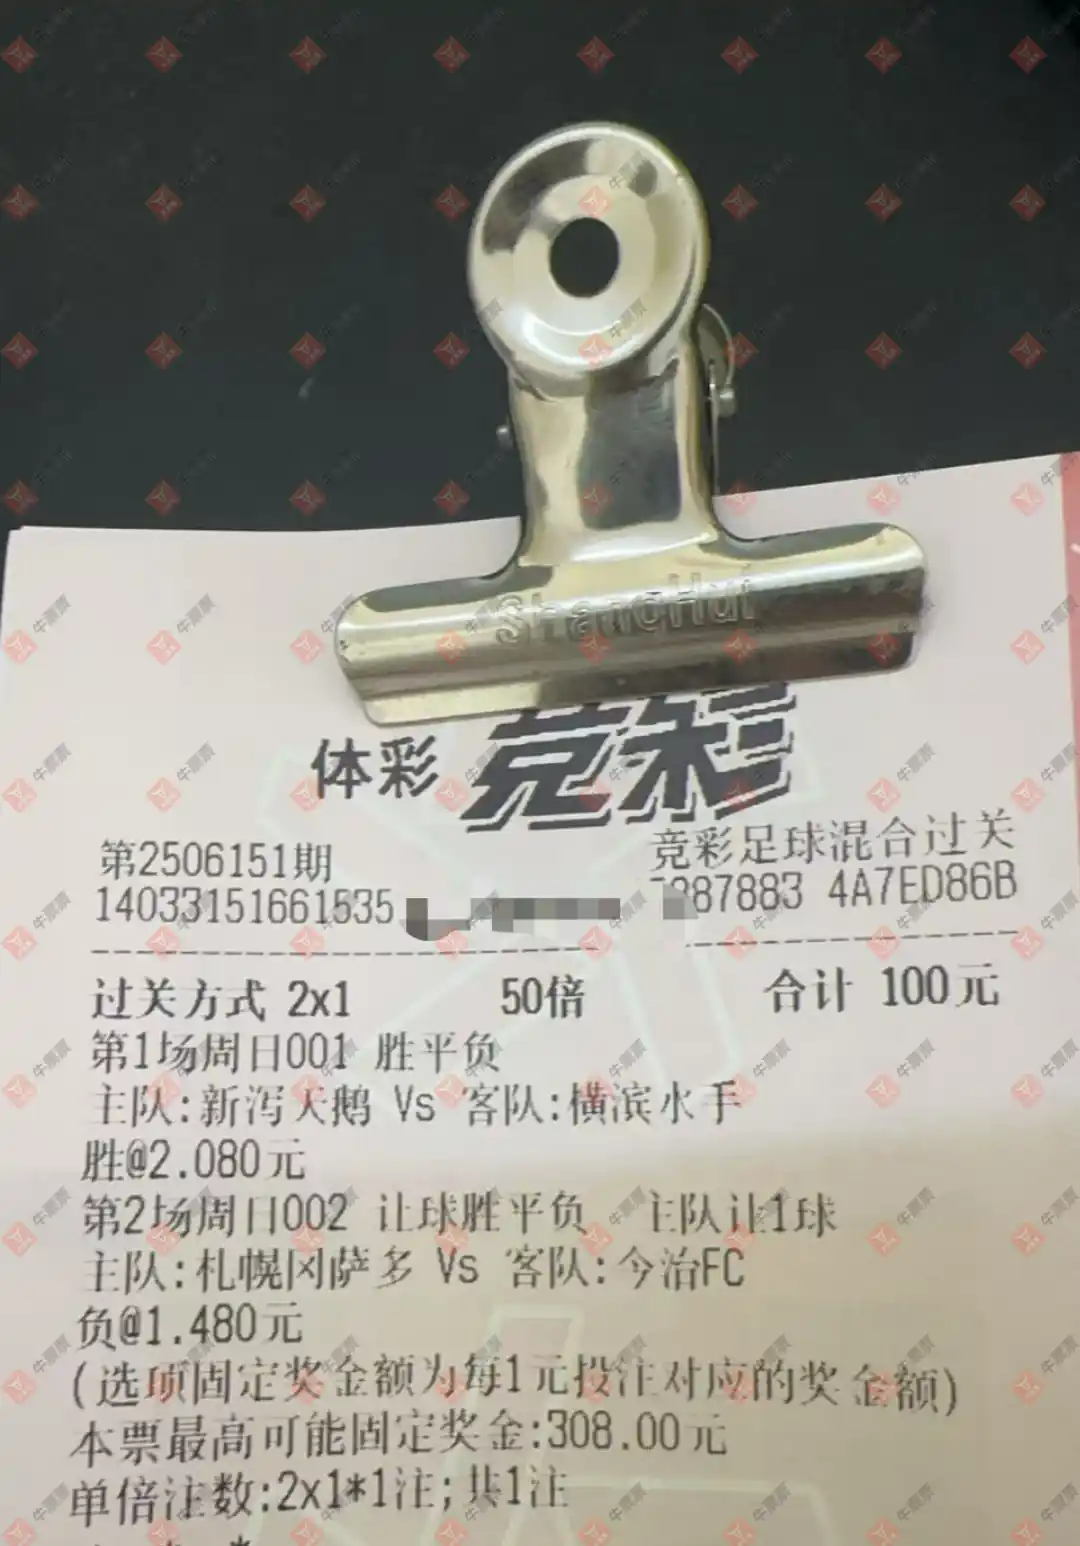 ShangHui
体彩 竞彩
第2506151期 竞彩足球混合过关
14033151661535 887883 4A7ED86B
过关方式 2x1 50倍 合计 100元
第1场周日001 胜平负
主队:新泻天鹅 Vs 客队:横滨水手
胜@2.080元
第2场周日002 让球胜平负 主队让1球
主队:札幌冈萨多 Vs 客队:今治FC
负@1.480元
(选项固定奖金额为每1元投注对应的奖金额)
本票最高可能固定奖金:308.00元
单倍注数:2x1*1注;共1注
牛票票